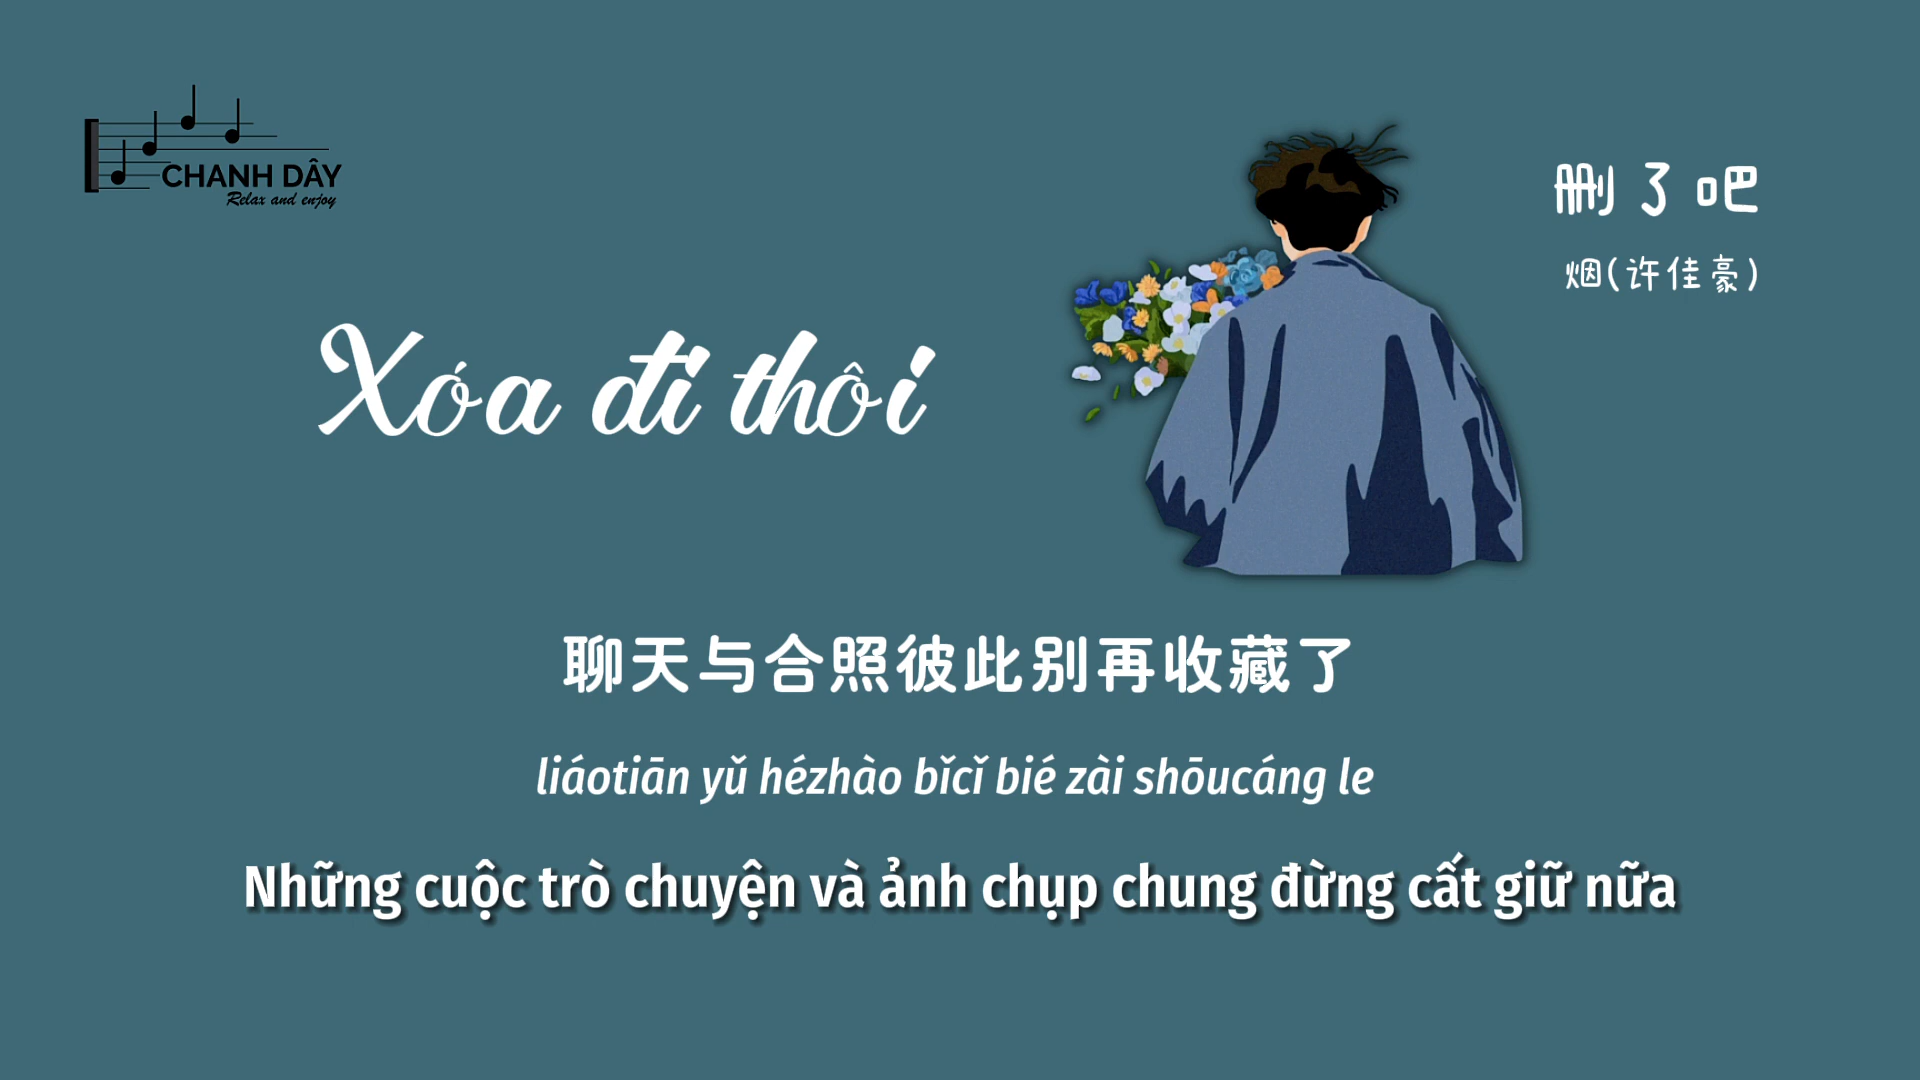 CHANH DÂY
Relax and enjoy
删了吧
烟(许佳豪)
Xóa đi thôi
聊天与合照彼此别再收藏了
liáotiān yǔ hézhào bǐcǐ bié zài shōucáng le
Những cuộc trò chuyện và ảnh chụp chung đừng cất giữ nữa